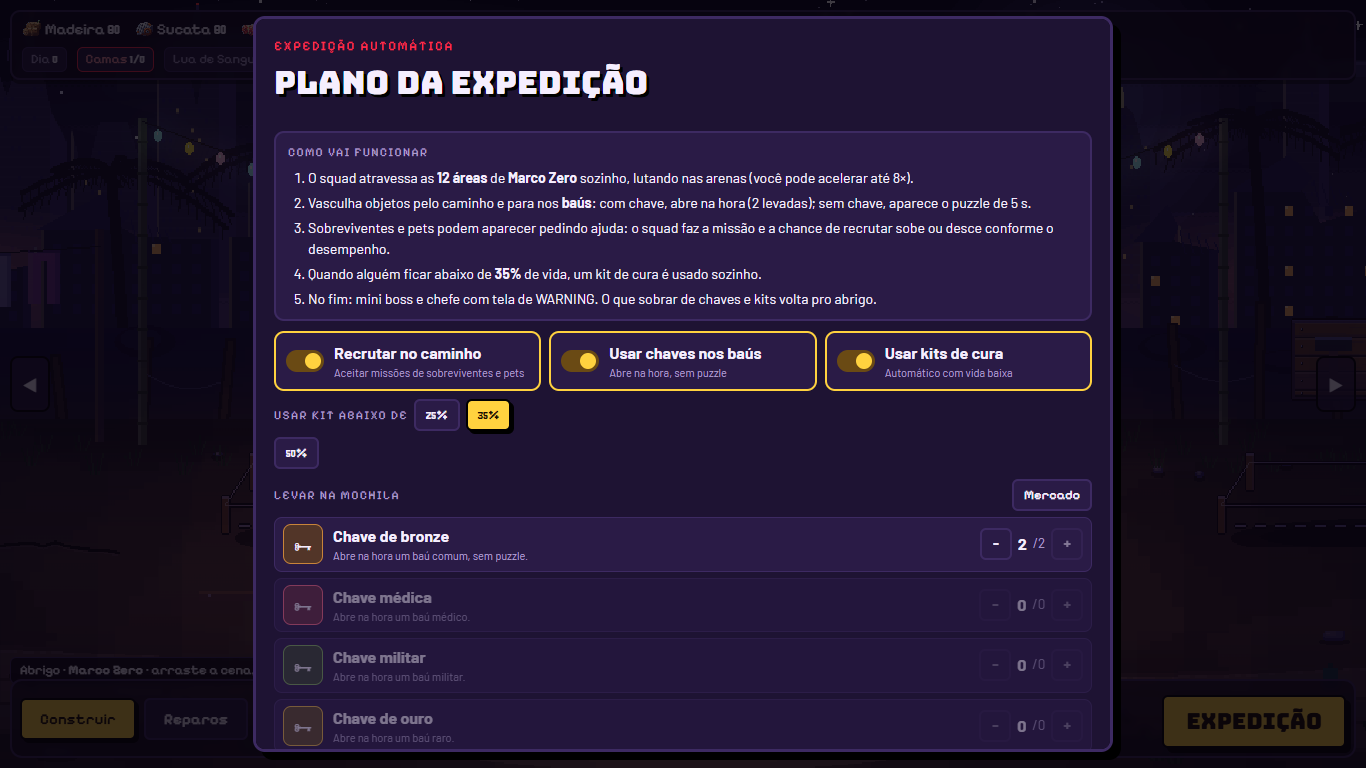 Madeira 80 Sucata 80
Dia 0 Camas 1/0 Lua de Sangu
EXPEDIÇÃO AUTOMÁTICA
PLANO DA EXPEDIÇÃO
COMO VAI FUNCIONAR
1. O squad atravessa as 12 áreas de Marco Zero sozinho, lutando nas arenas (você pode acelerar até 8×).
2. Vasculha objetos pelo caminho e para nos baús: com chave, abre na hora (2 levadas); sem chave, aparece o puzzle de 5 s.
3. Sobreviventes e pets podem aparecer pedindo ajuda: o squad faz a missão e a chance de recrutar sobe ou desce conforme o
desempenho.
4. Quando alguém ficar abaixo de 35% de vida, um kit de cura é usado sozinho.
5. No fim: mini boss e chefe com tela de WARNING. O que sobrar de chaves e kits volta pro abrigo.
Recrutar no caminho
Aceitar missões de sobreviventes e pets
Usar chaves nos baús
Abre na hora, sem puzzle
Usar kits de cura
Automático com vida baixa
USAR KIT ABAIXO DE 25% 35%
50%
LEVAR NA MOCHILA Mercado
Chave de bronze
Abre na hora um baú comum, sem puzzle.
- 2 /2 +
Chave médica
Abre na hora um baú médico.
- 0 /0 +
Chave militar
Abre na hora um baú militar.
- 0 /0 +
Chave de ouro
Abre na hora um baú raro.
- 0 /0 +
Abrigo · Marco Zero · arraste a cena,
Construir Reparos EXPEDIÇÃO